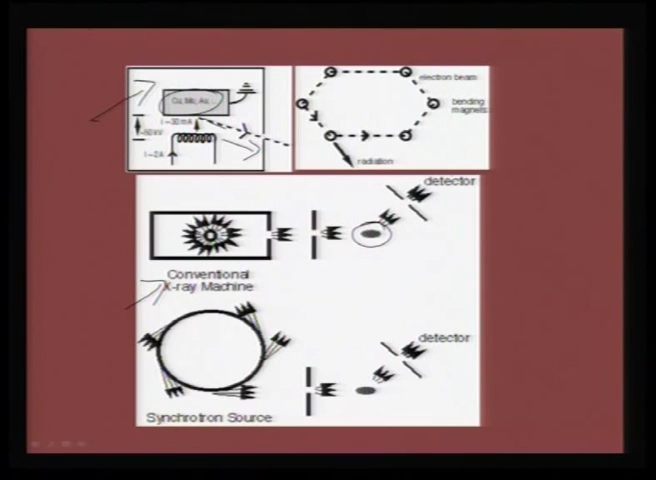 Cu, Mo, Au, ...
I~30 mA
~50 kV
I~2A
electron beam
bending
magnets
radiation
detector
Conventional
X-ray Machine
detector
Synchrotron Source